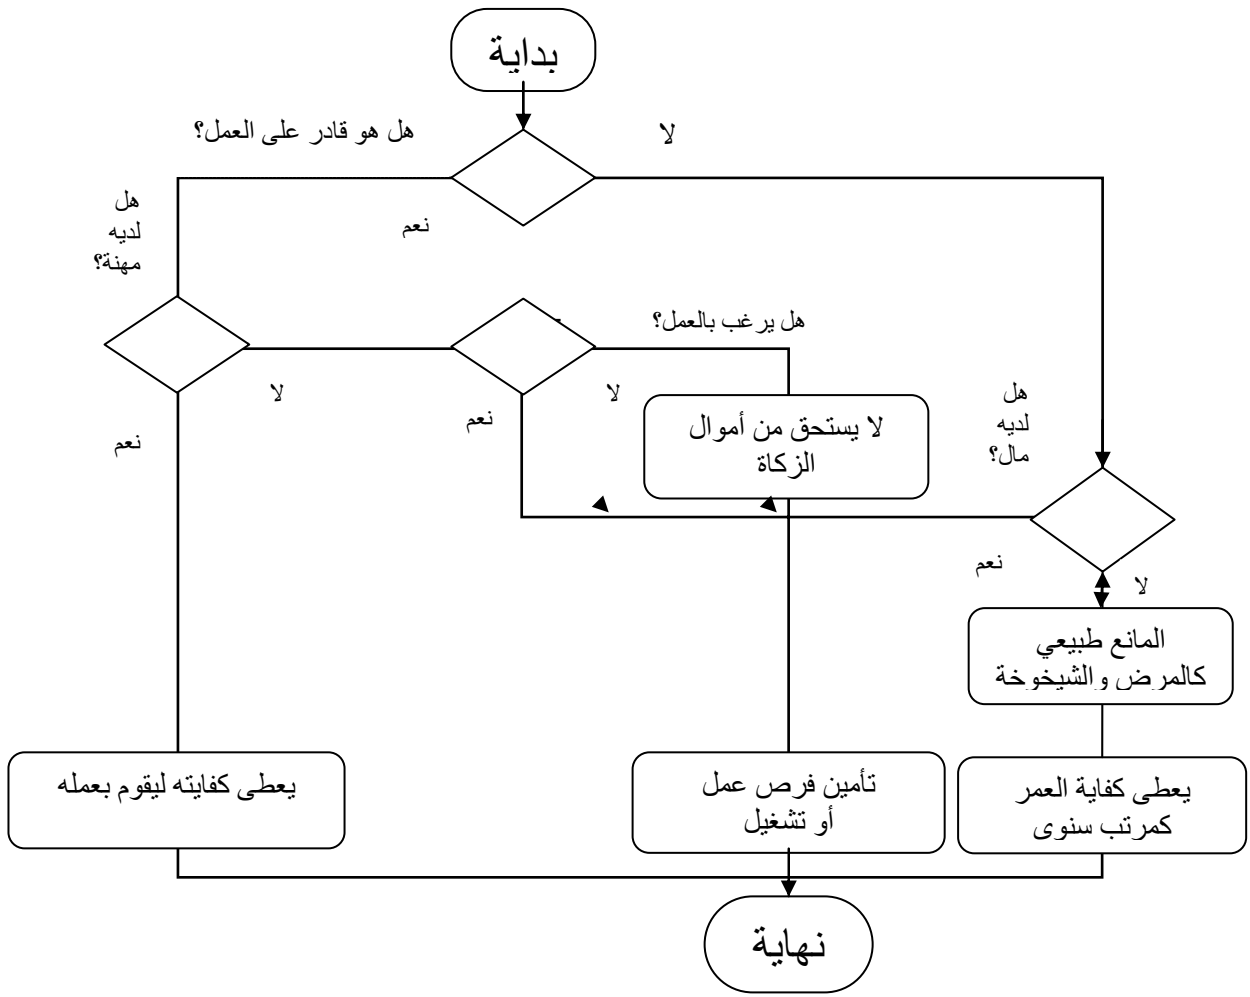 بداية
هل هو قادر على العمل؟
لا
نعم
هل
لديه
مهنة؟
هل يرغب بالعمل؟
لا
نعم
لا
نعم
هل
لديه
مال؟
لا يستحق من أموال
الزكاة
نعم
لا
المانع طبيعي
كالمرض والشيخوخة
يعطى كفايته ليقوم بعمله
تأمين فرص عمل
أو تشغيل
يعطى كفاية العمر
كمرتب سنوى
نهاية